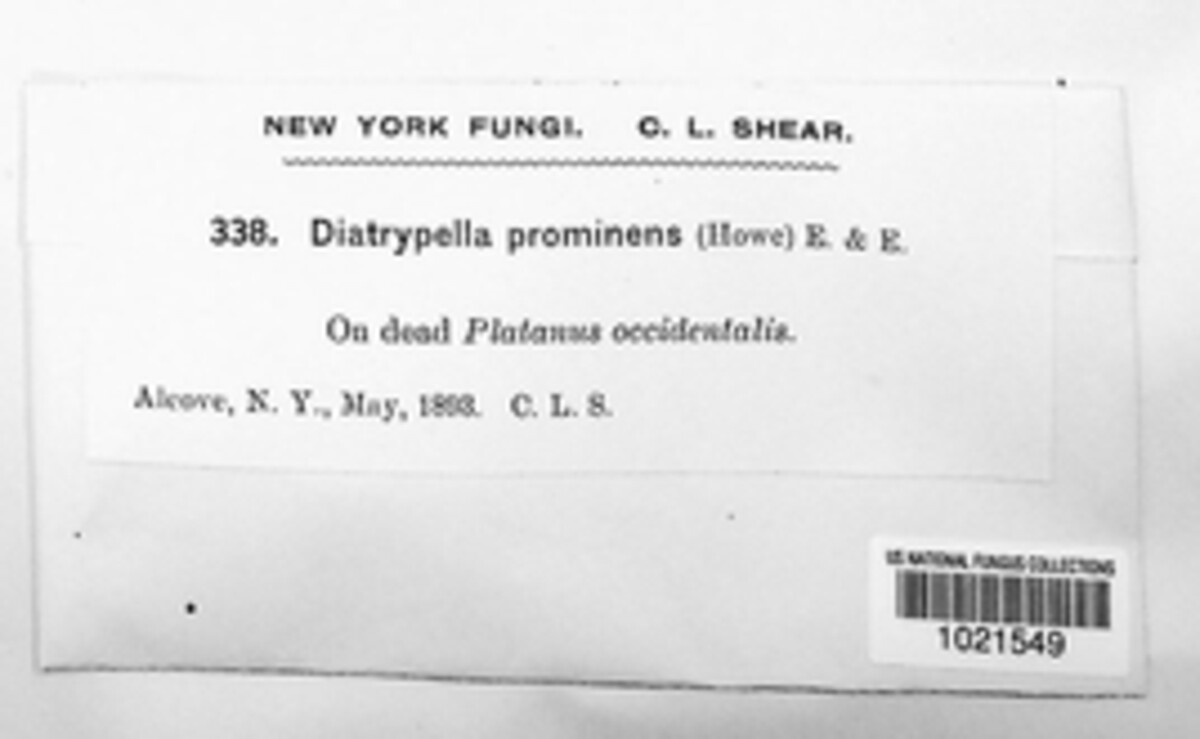 NEW YORK FUNGI. C. L. SHEAR.
338. Diatrypella prominens (Howe) E. & E.
On dead Platanus occidentalis.
Alcove, N. Y., May, 1893. C. L. S.
US NATIONAL FUNGUS COLLECTIONS
1021549